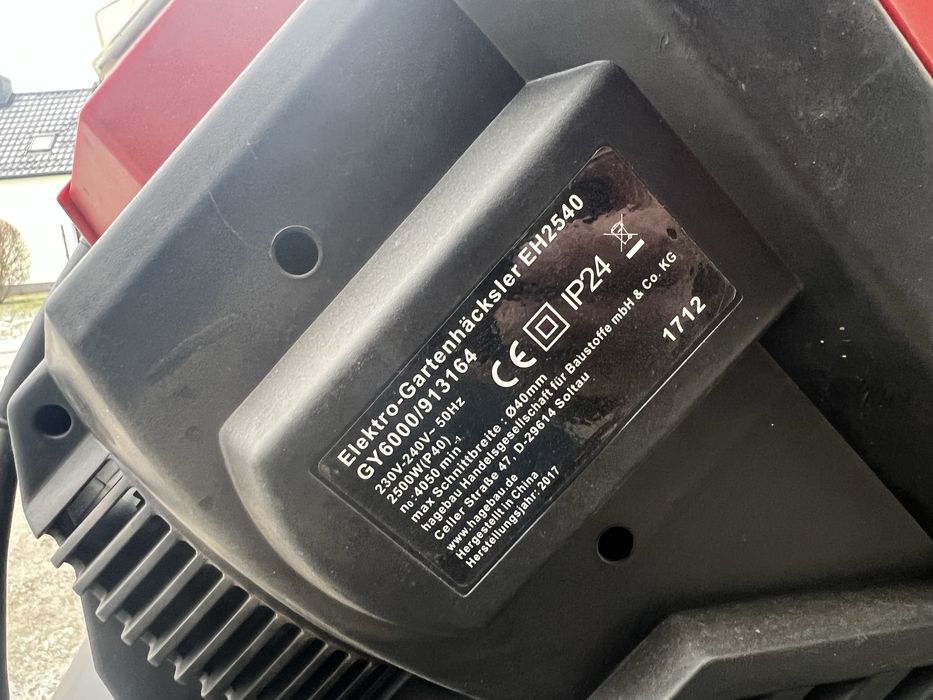 Elektro-Gartenhäcksler EH2540
GY6000/913164
230V-240V~ 50Hz
2500W(P40)
n₀:4050 min⁻¹
max Schnittbreite : Ø40mm
hagebau Handelsgesellschaft für Baustoffe mbH & Co. KG
Celler Straße 47, D-29614 Soltau
www.hagebau.de
Hergestellt in China
Herstellungsjahr: 2017
CE
IP24
1712